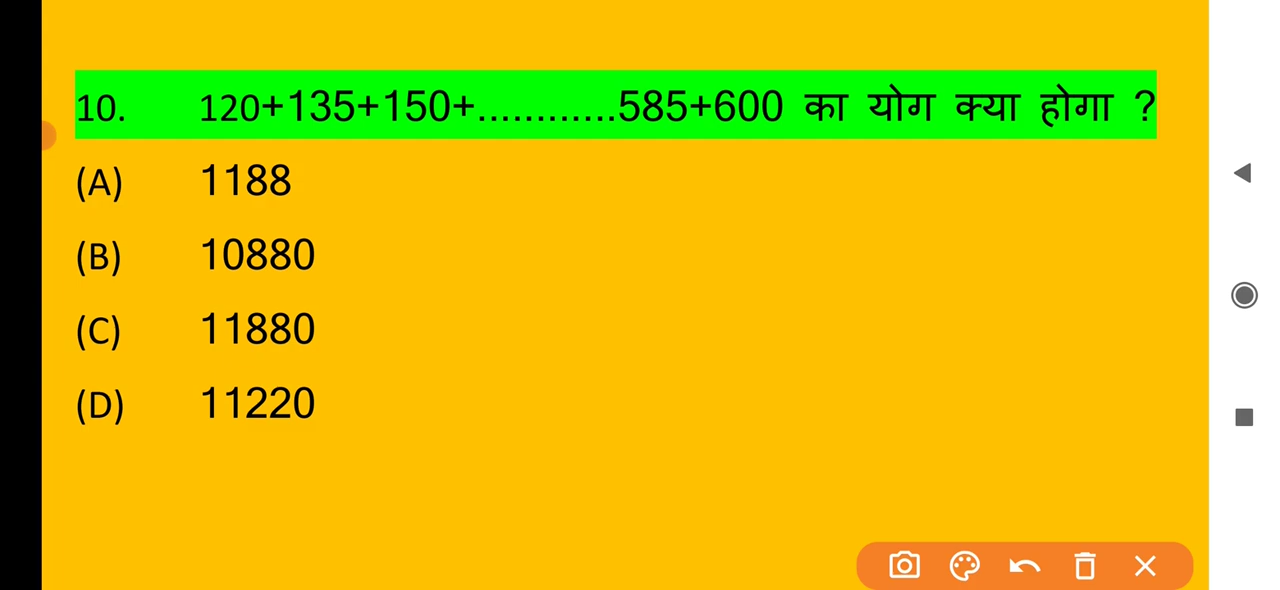 10. 120+135+150+............585+600 का योग क्या होगा ?
(A) 1188
(B) 10880
(C) 11880
(D) 11220